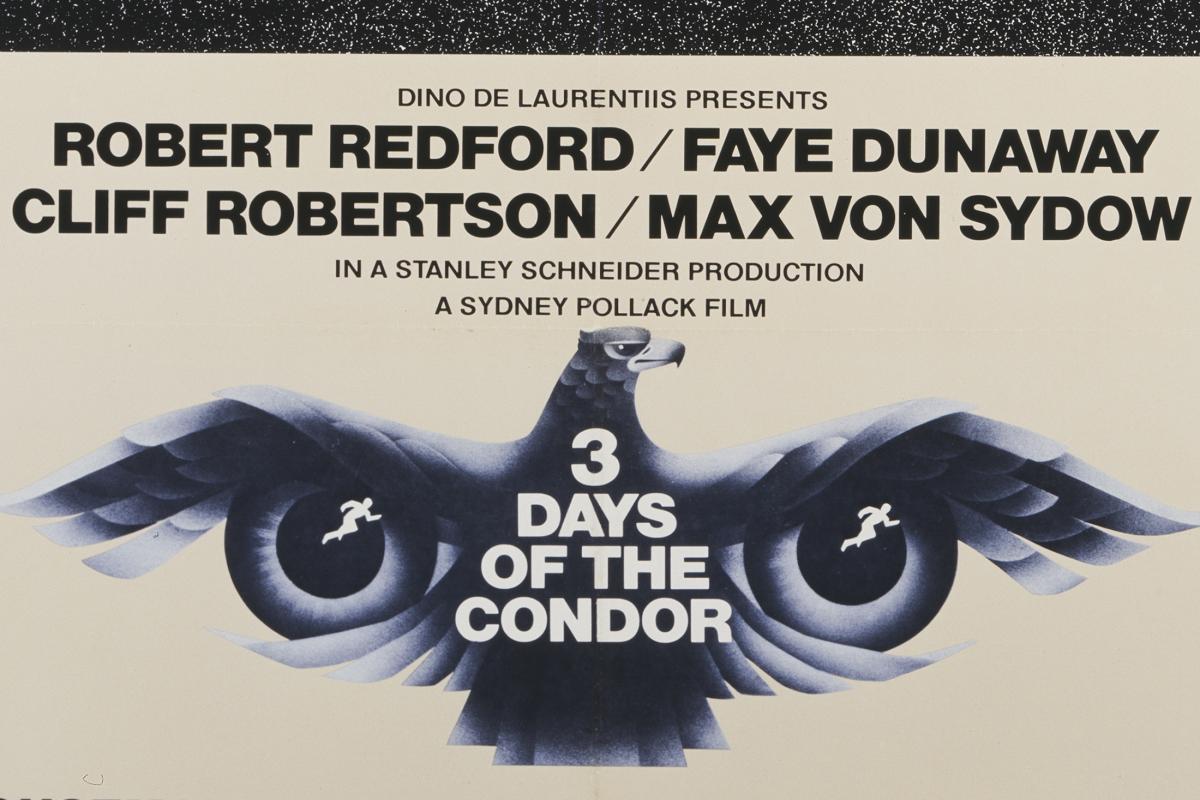 DINO DE LAURENTIIS PRESENTS
ROBERT REDFORD / FAYE DUNAWAY
CLIFF ROBERTSON / MAX VON SYDOW
IN A STANLEY SCHNEIDER PRODUCTION
A SYDNEY POLLACK FILM
3
DAYS
OF THE
CONDOR